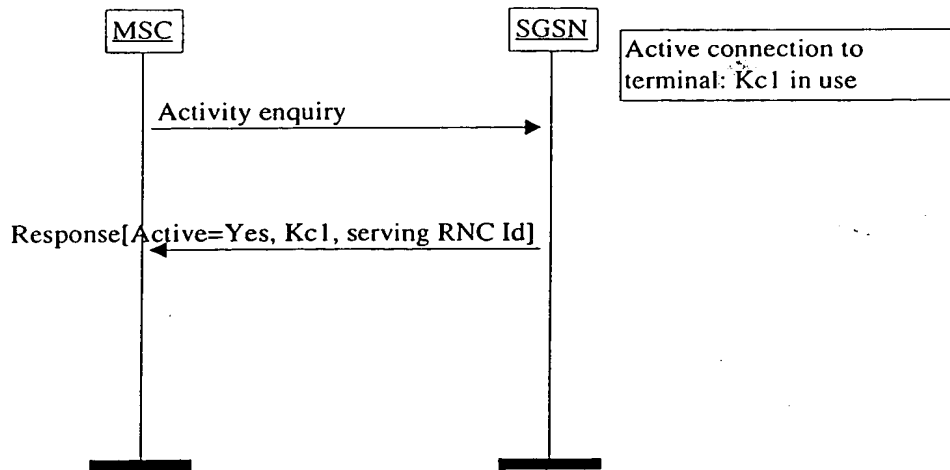 MSC
SGSN
Active connection to
terminal: Kc1 in use
Activity enquiry
Response[Active=Yes, Kc1, serving RNC Id]